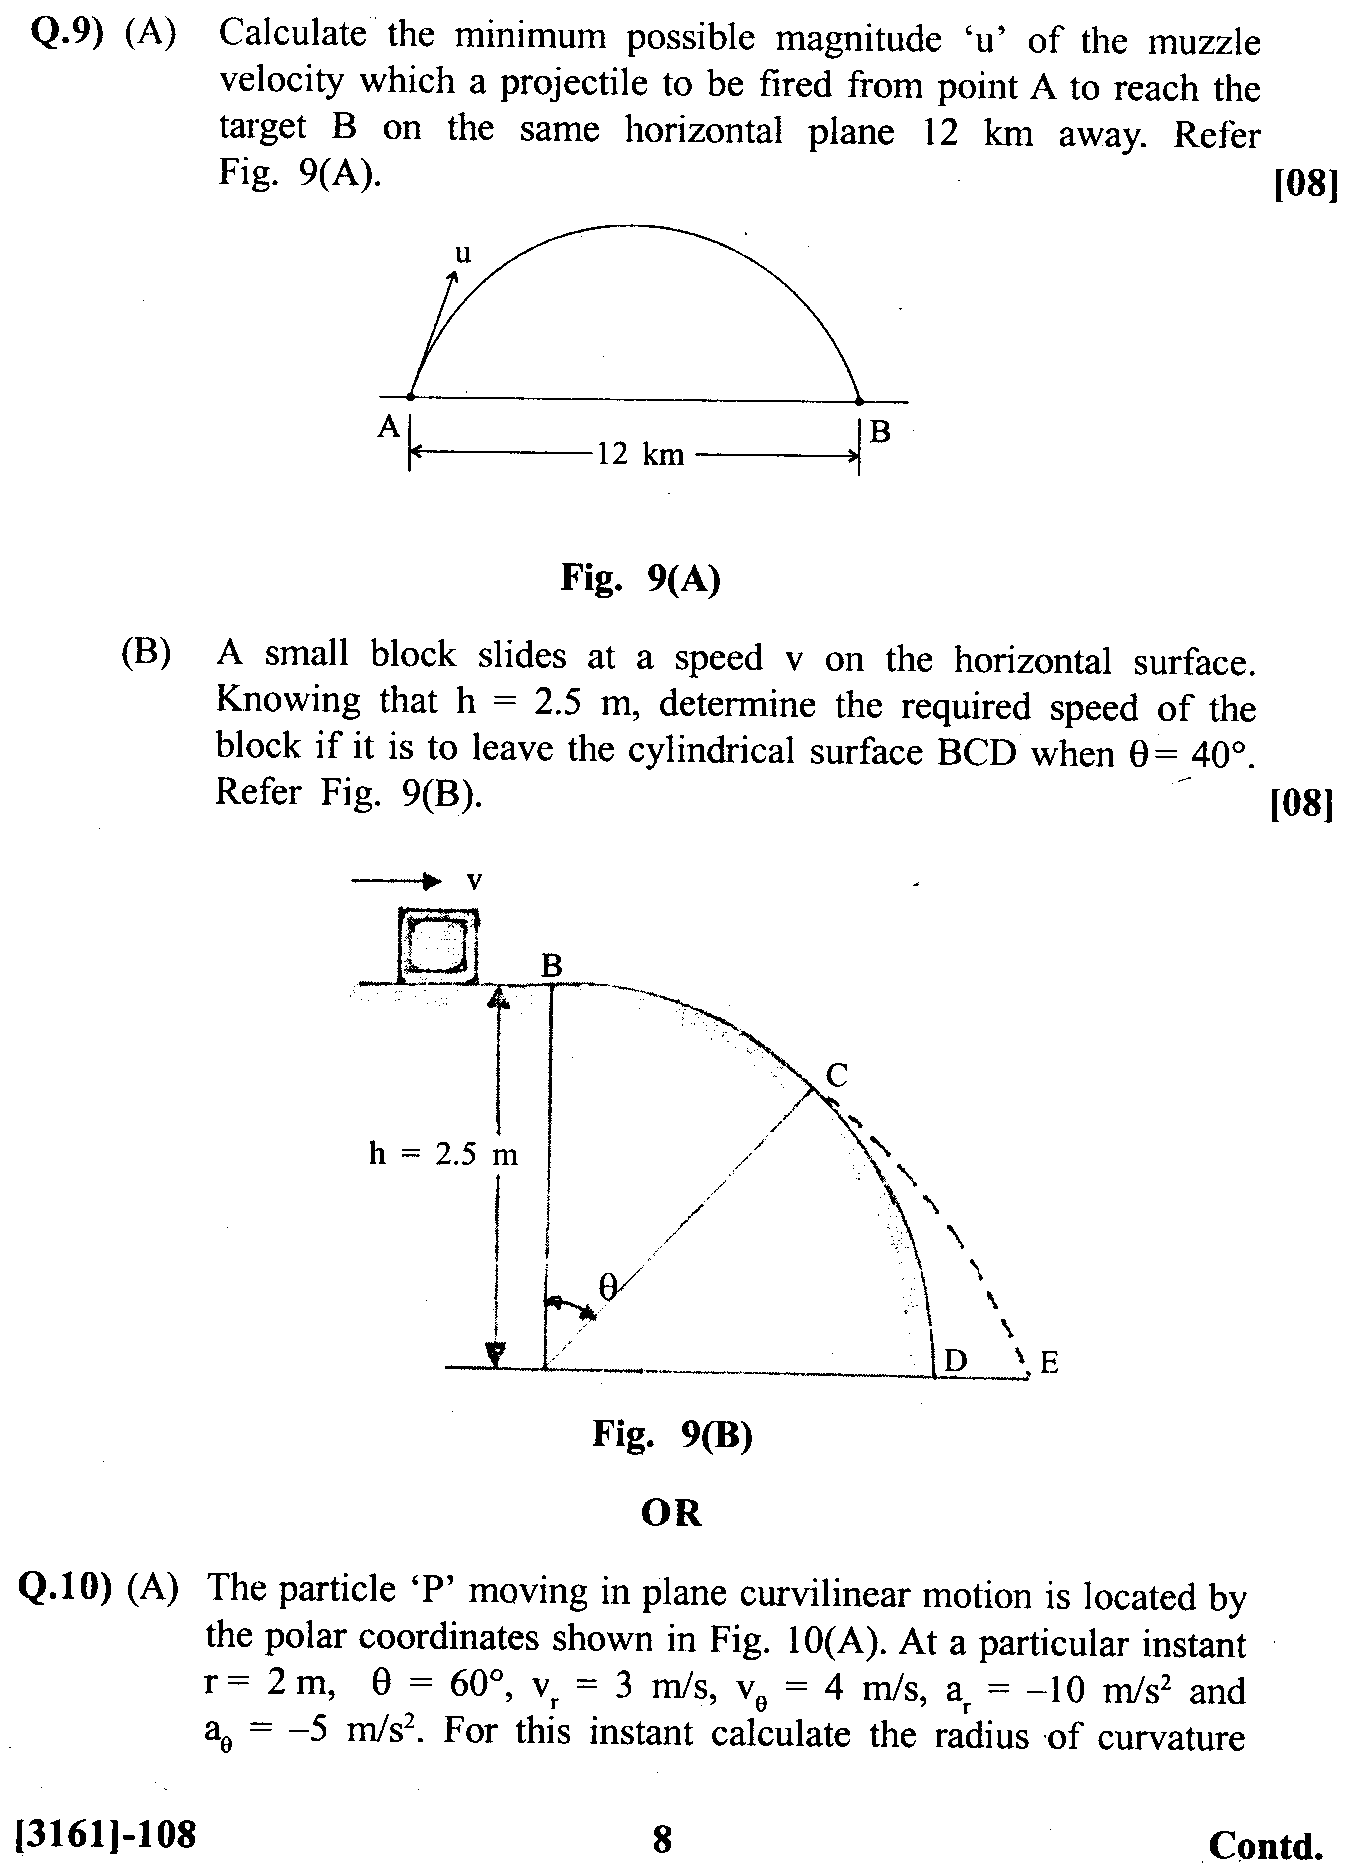 Q.9) (A) Calculate the minimum possible magnitude ‘u’ of the muzzle
velocity which a projectile to be fired from point A to reach the
target B on the same horizontal plane 12 km away. Refer
Fig. 9(A). [08]
u
A B
12 km
Fig. 9(A)
(B) A small block slides at a speed v on the horizontal surface.
Knowing that h = 2.5 m, determine the required speed of the
block if it is to leave the cylindrical surface BCD when θ= 40°.
Refer Fig. 9(B). [08]
v
B
C
h = 2.5 m
θ
D E
Fig. 9(B)
OR
Q.10) (A) The particle ‘P’ moving in plane curvilinear motion is located by
the polar coordinates shown in Fig. 10(A). At a particular instant
r = 2 m, θ = 60°, vᵣ = 3 m/s, v_θ = 4 m/s, aᵣ = –10 m/s² and
a_θ = –5 m/s². For this instant calculate the radius of curvature
[3161]-108 8 Contd.